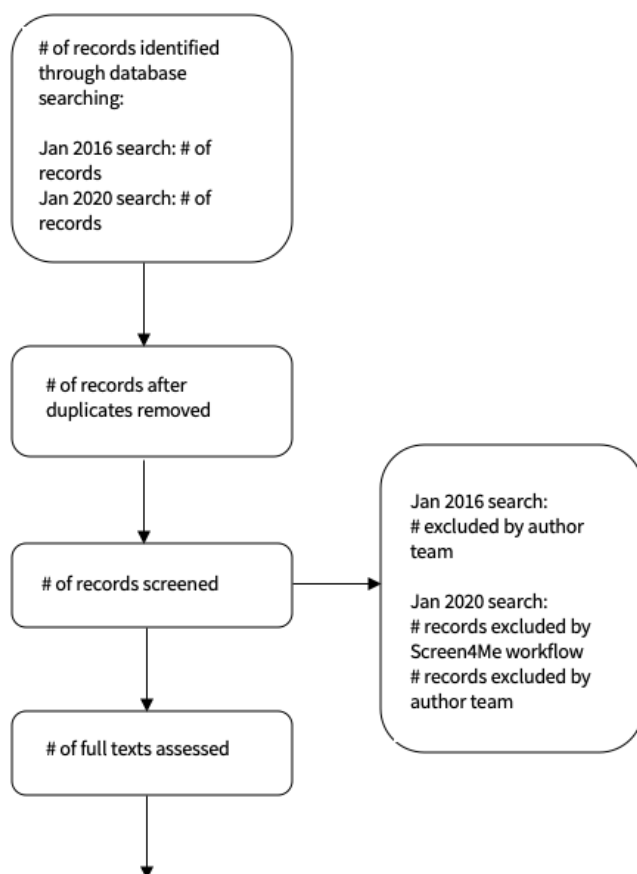 # of records identified
through database
searching:
Jan 2016 search: # of
records
Jan 2020 search: # of
records
# of records after
duplicates removed
# of records screened
Jan 2016 search:
# excluded by author
team
Jan 2020 search:
# records excluded by
Screen4Me workflow
# records excluded by
author team
# of full texts assessed